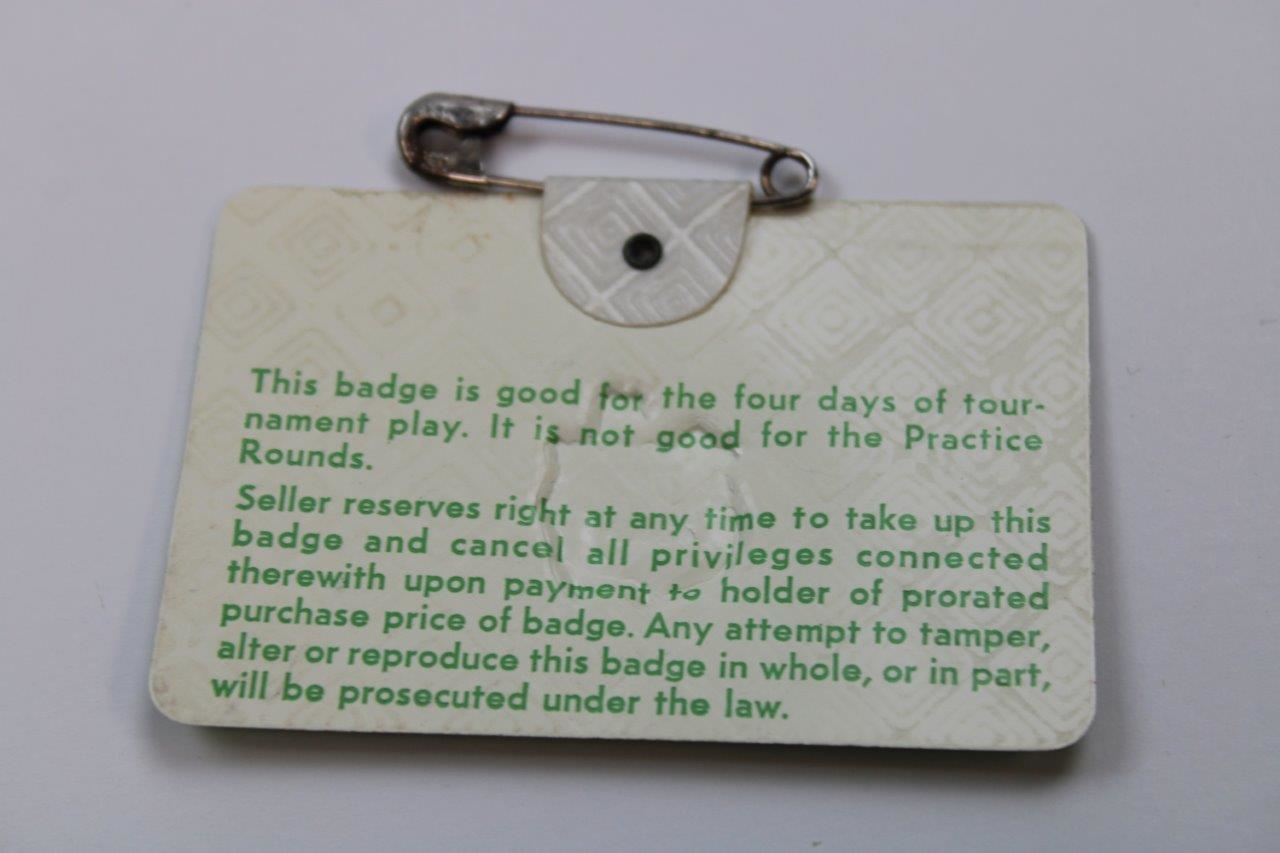 This badge is good for the four days of tour-
nament play. It is not good for the Practice
Rounds.
Seller reserves right at any time to take up this
badge and cancel all privileges connected
therewith upon payment to holder of prorated
purchase price of badge. Any attempt to tamper,
alter or reproduce this badge in whole, or in part,
will be prosecuted under the law.